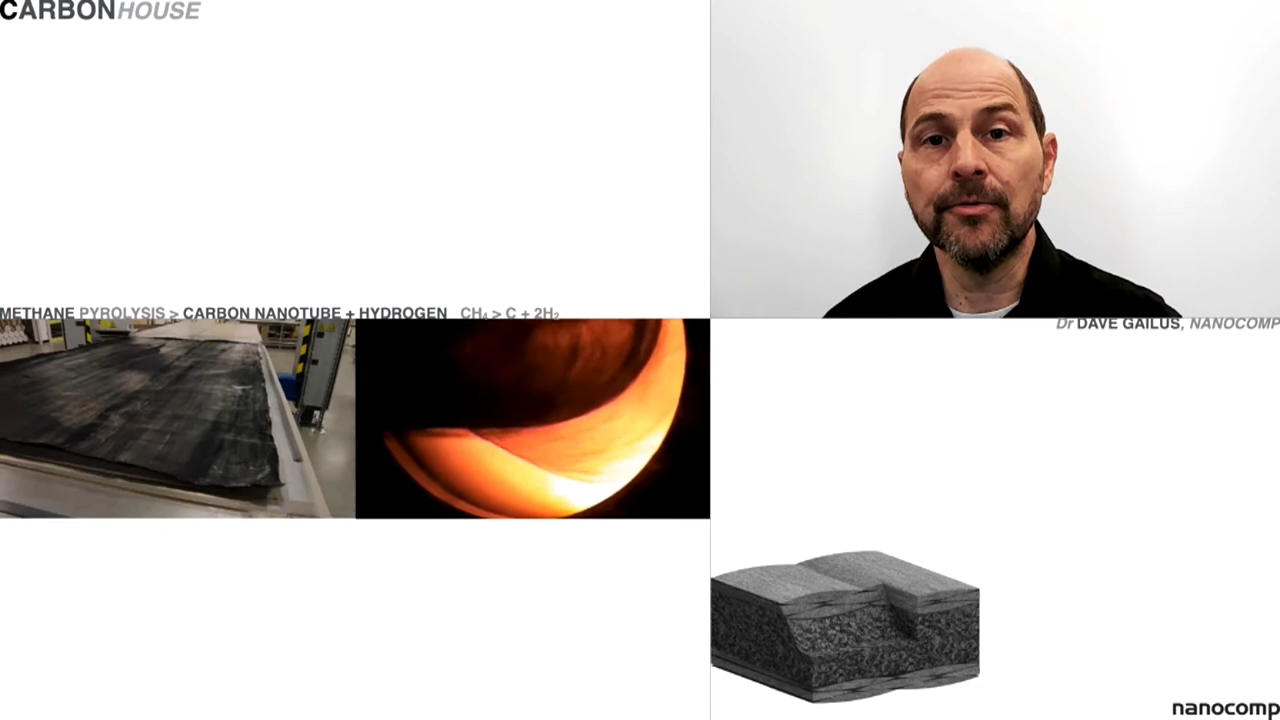 CARBONHOUSE
METHANE PYROLYSIS > CARBON NANOTUBE + HYDROGEN CH₄ > C + 2H₂
Dr DAVE GAILUS, NANOCOMP
nanocomp